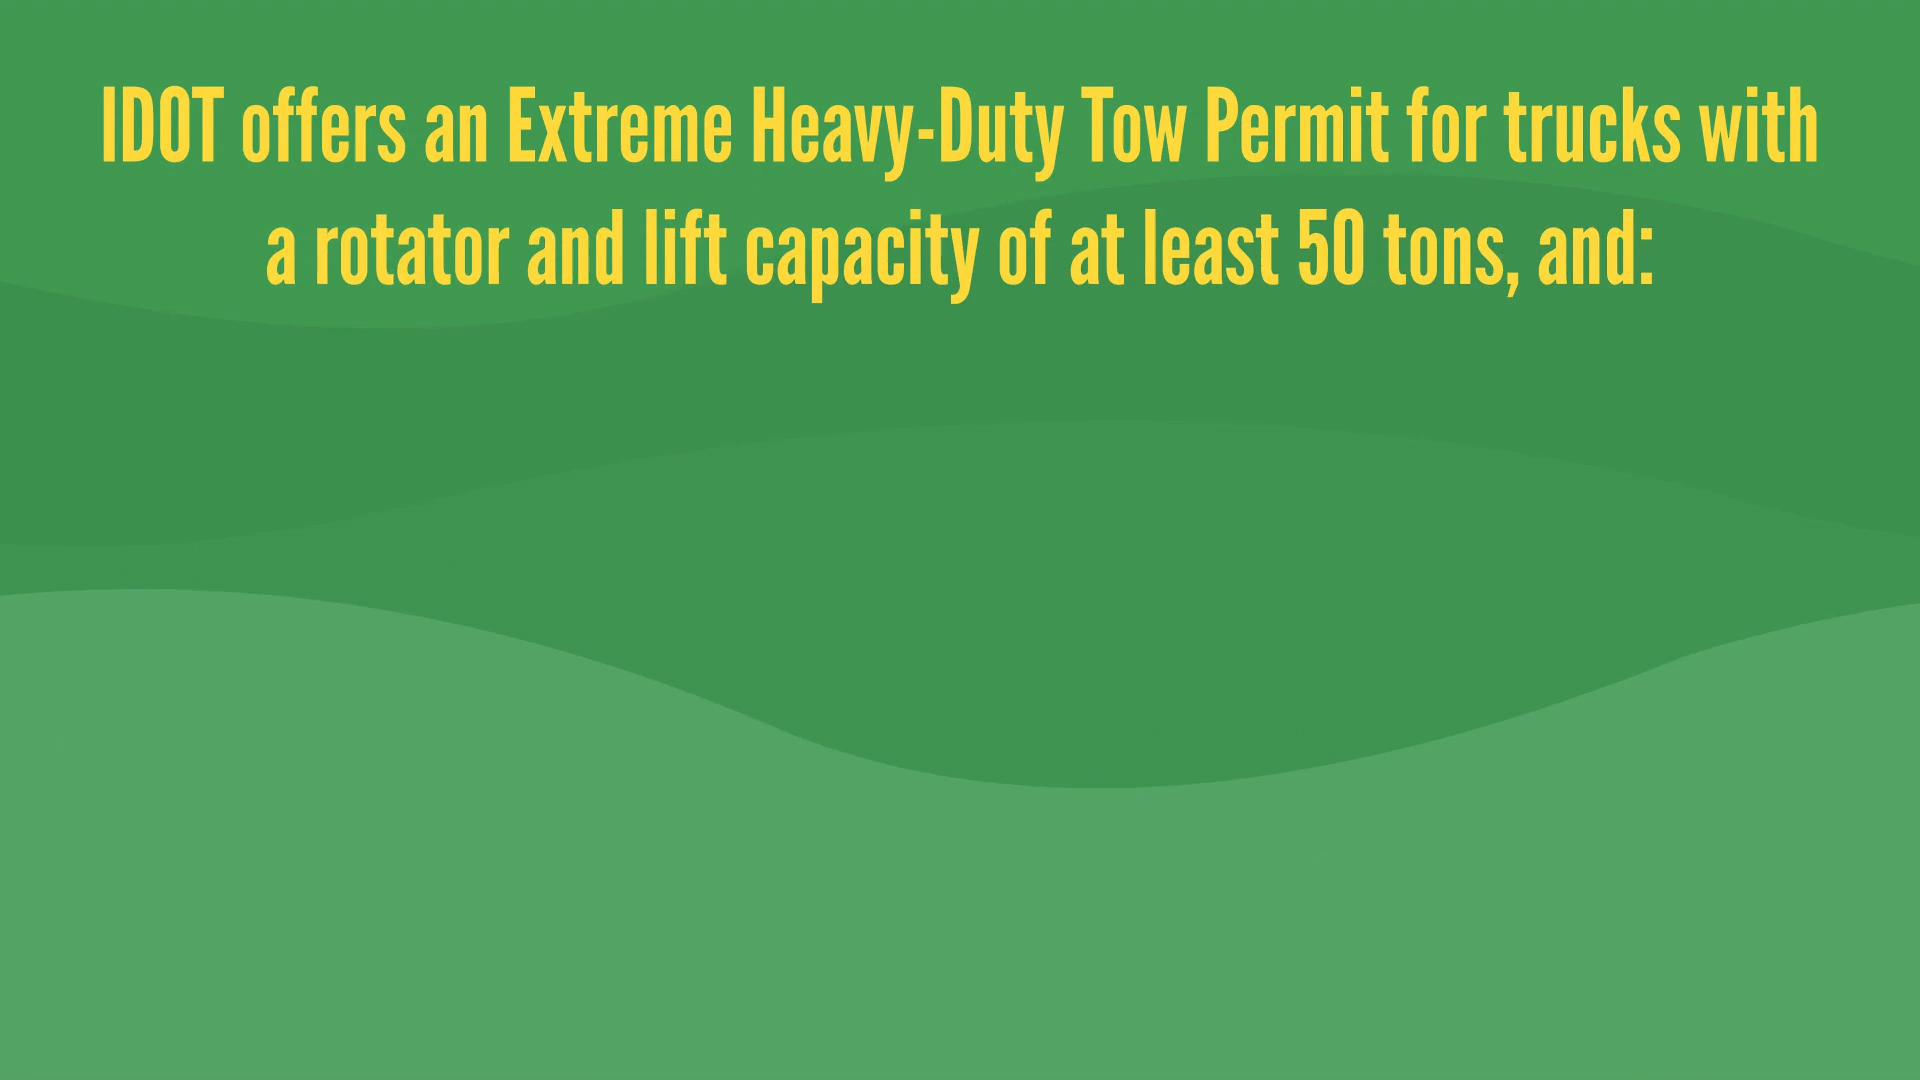 IDOT offers an Extreme Heavy-Duty Tow Permit for trucks with
a rotator and lift capacity of at least 50 tons, and: